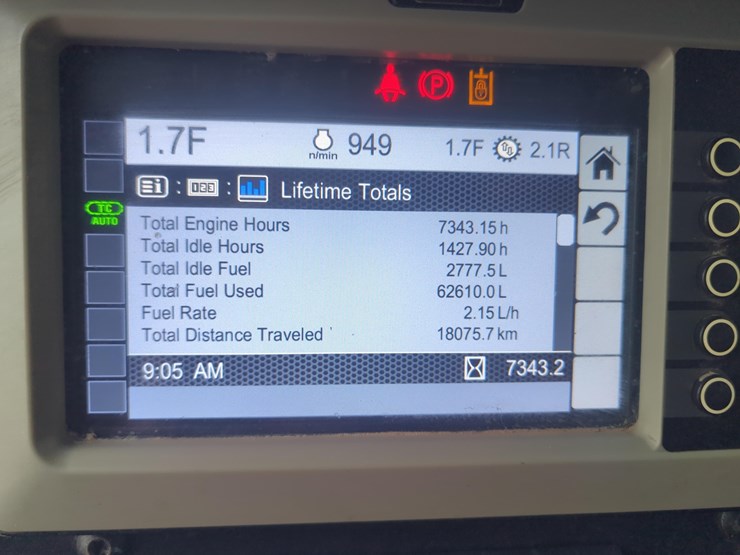 P
1.7F n/min 949 1.7F 2.1R
i : 123 : Lifetime Totals
TC
AUTO
Total Engine Hours 7343.15 h
Total Idle Hours 1427.90 h
Total Idle Fuel 2777.5 L
Total Fuel Used 62610.0 L
Fuel Rate 2.15 L/h
Total Distance Traveled 18075.7 km
9:05 AM 7343.2